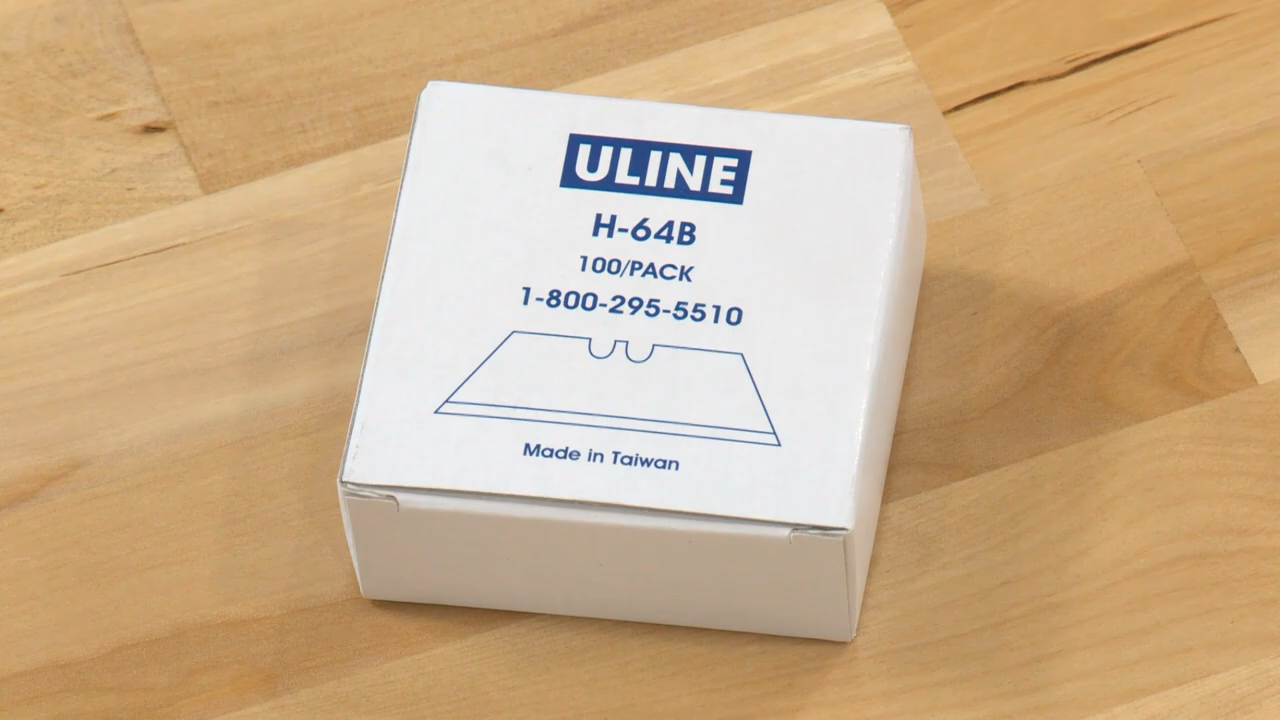 ULINE
H-64B
100/PACK
1-800-295-5510
Made in Taiwan